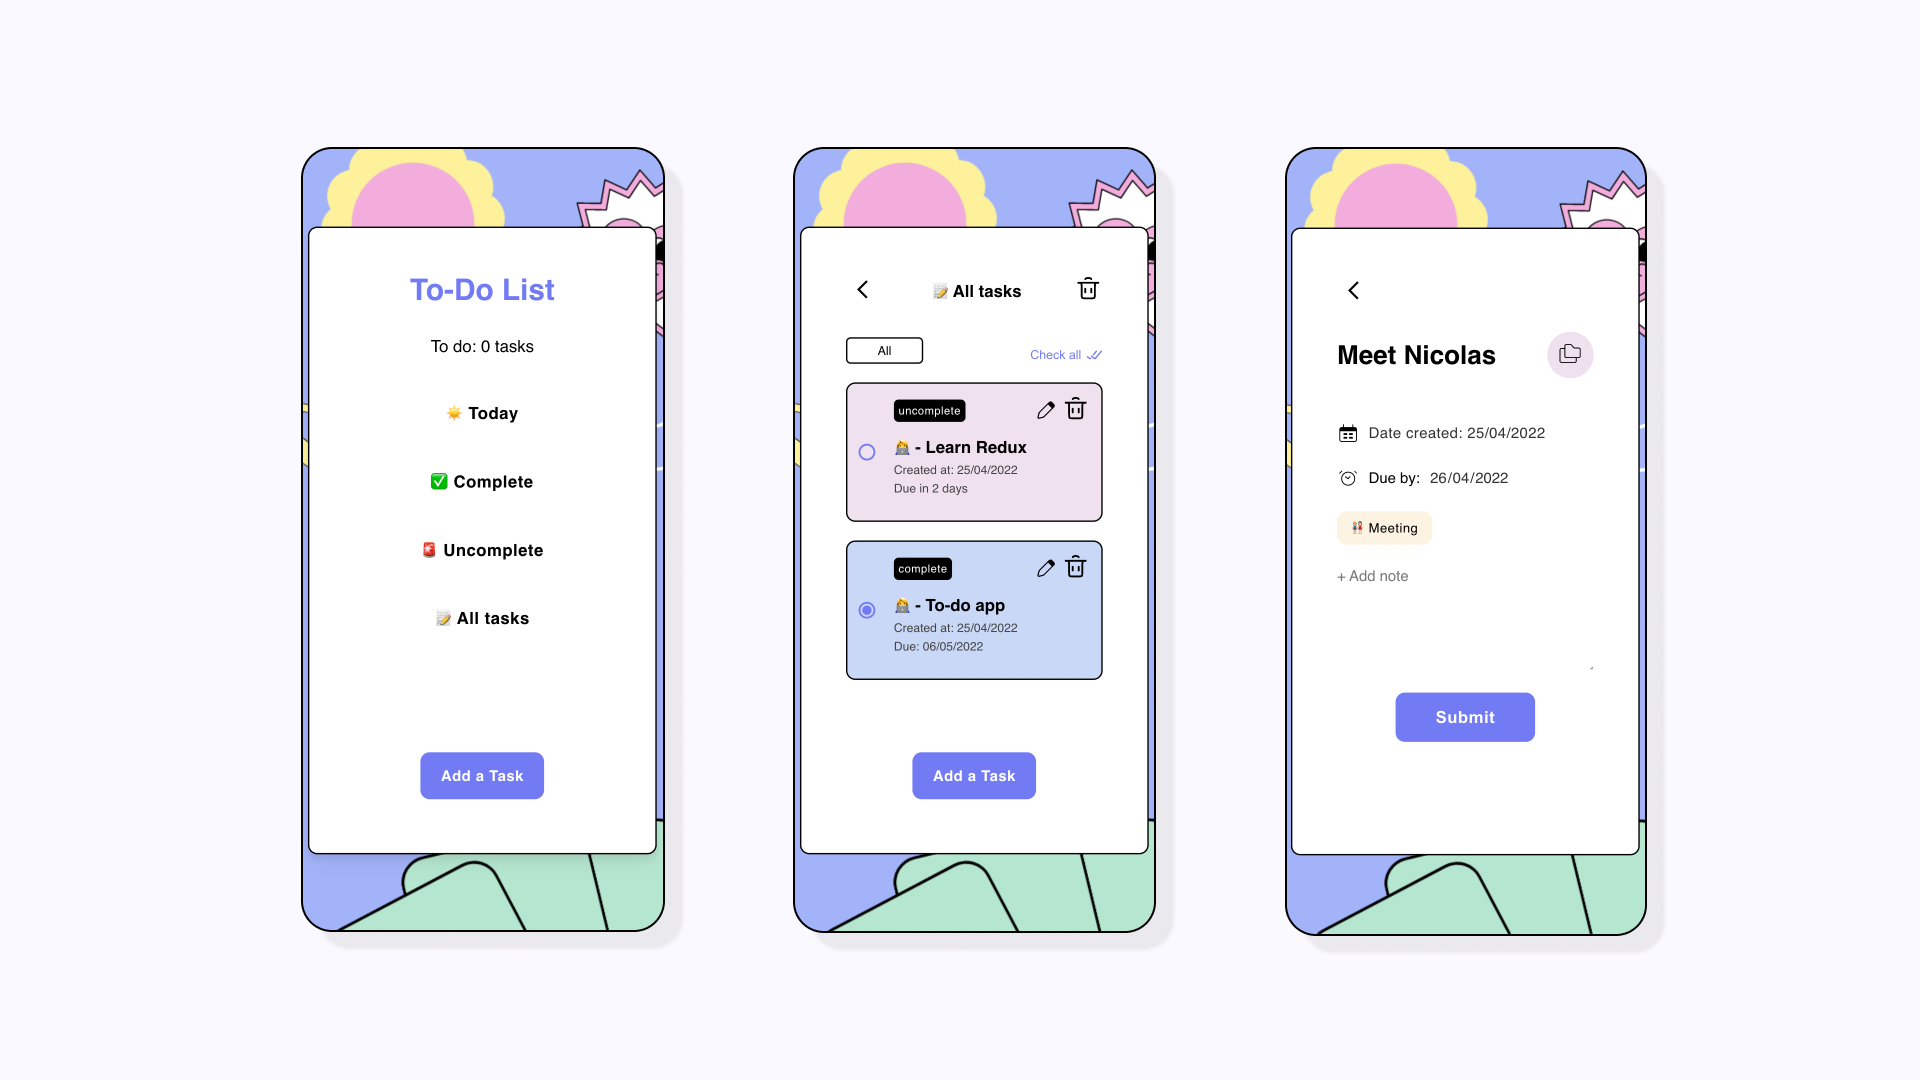 To-Do List
To do: 0 tasks
☀️ Today
✅ Complete
🚨 Uncomplete
📝 All tasks
Add a Task
📝 All tasks
All
Check all
uncomplete
👩‍💻 - Learn Redux
Created at: 25/04/2022
Due in 2 days
complete
👩‍💻 - To-do app
Created at: 25/04/2022
Due: 06/05/2022
Add a Task
Meet Nicolas
Date created: 25/04/2022
Due by: 26/04/2022
👭 Meeting
+ Add note
Submit